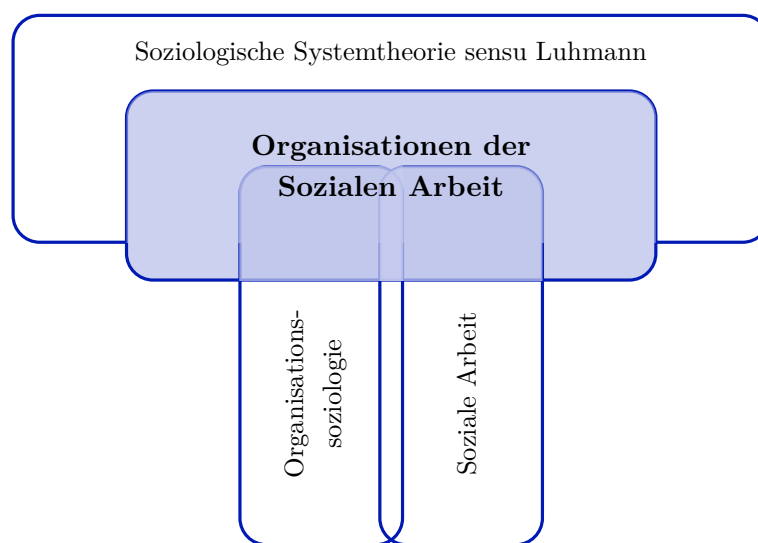 Soziologische Systemtheorie sensu Luhmann
Organisationen der
Sozialen Arbeit
Organisations-
soziologie
Soziale Arbeit